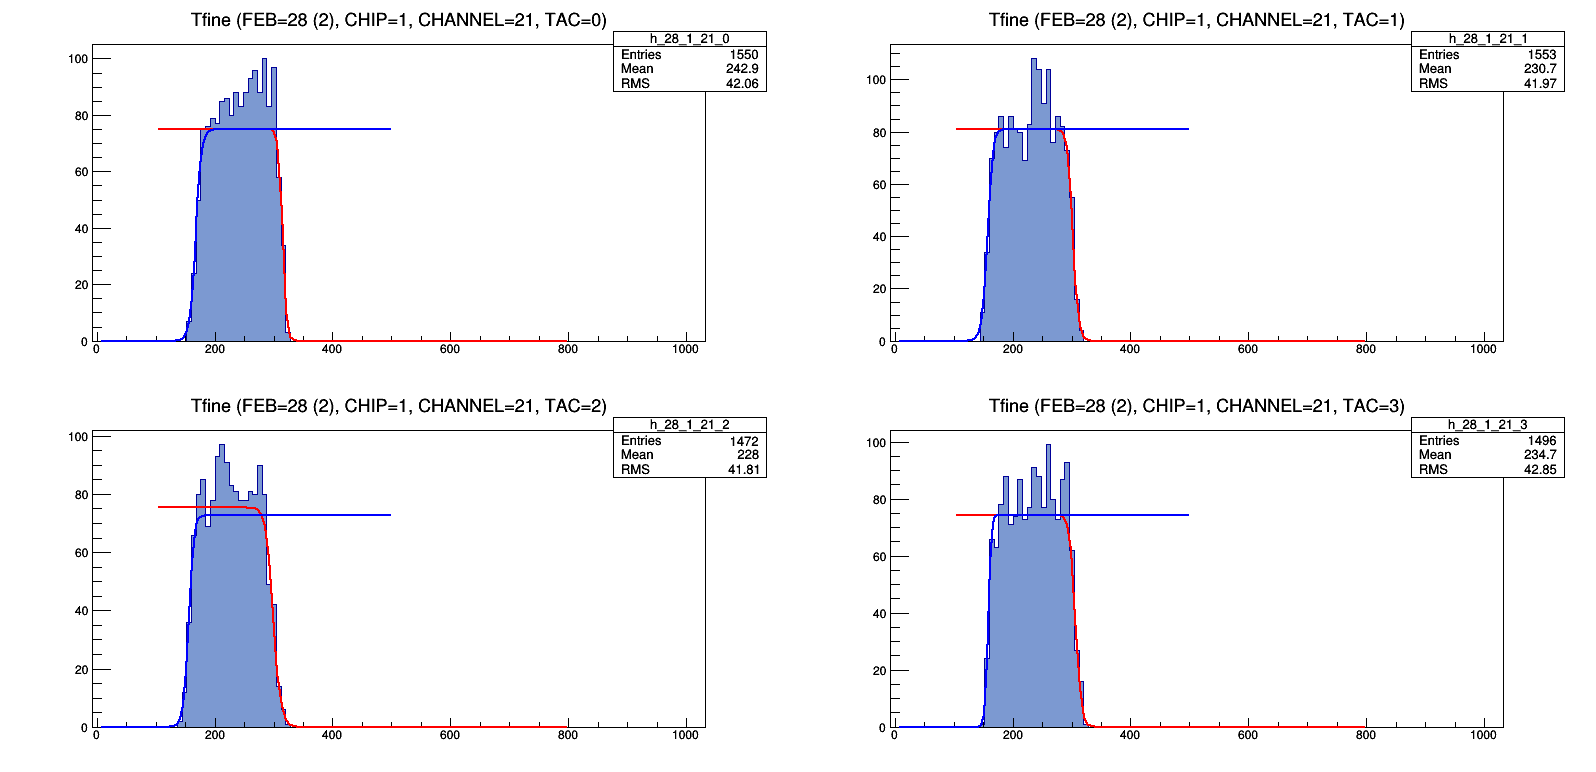 Tfine (FEB=28 (2), CHIP=1, CHANNEL=21, TAC=0)
h_28_1_21_0
Entries 1550
Mean 242.9
RMS 42.06
100
80
60
40
20
0
0 200 400 600 800 1000
Tfine (FEB=28 (2), CHIP=1, CHANNEL=21, TAC=1)
h_28_1_21_1
Entries 1553
Mean 230.7
RMS 41.97
100
80
60
40
20
0
0 200 400 600 800 1000
Tfine (FEB=28 (2), CHIP=1, CHANNEL=21, TAC=2)
h_28_1_21_2
Entries 1472
Mean 228
RMS 41.81
100
80
60
40
20
0
0 200 400 600 800 1000
Tfine (FEB=28 (2), CHIP=1, CHANNEL=21, TAC=3)
h_28_1_21_3
Entries 1496
Mean 234.7
RMS 42.85
100
80
60
40
20
0
0 200 400 600 800 1000